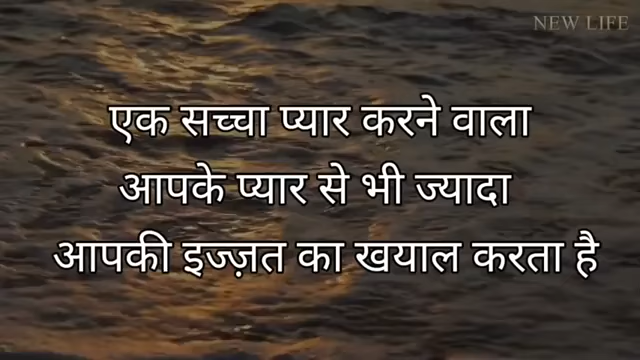 NEW LIFE
एक सच्चा प्यार करने वाला
आपके प्यार से भी ज्यादा
आपकी इज्ज़त का खयाल करता है